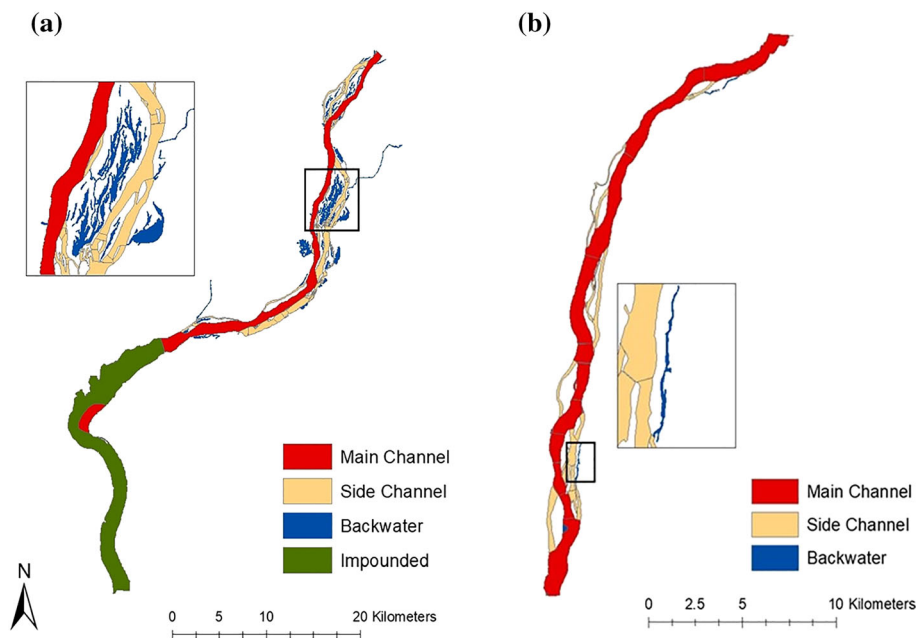 (a)
Main Channel
Side Channel
Backwater
Impounded
N
0 5 10 20 Kilometers
(b)
Main Channel
Side Channel
Backwater
0 2.5 5 10 Kilometers